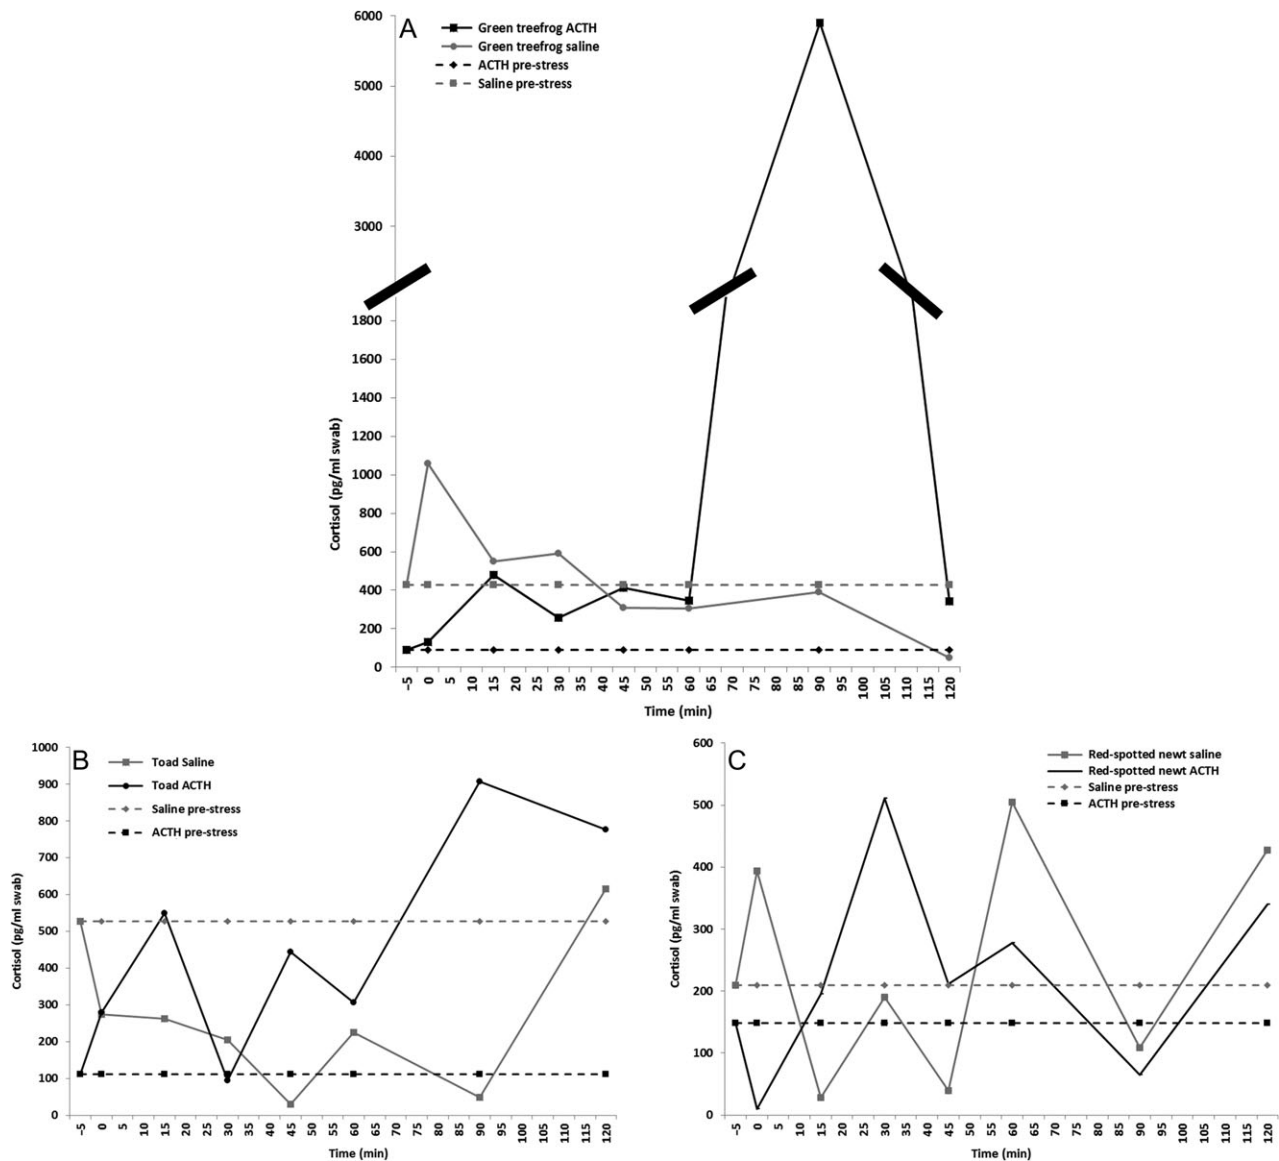 A
Green treefrog ACTH
Green treefrog saline
ACTH pre-stress
Saline pre-stress
6000
5000
4000
3000
1800
1600
1400
1200
1000
800
600
400
200
0
Cortisol (pg/ml swab)
-5 0 5 10 15 20 25 30 35 40 45 50 60 65 70 75 80 85 90 95 100 105 110 115 120
Time (min)
B
Toad Saline
Toad ACTH
Saline pre-stress
ACTH pre-stress
1000
900
800
700
600
500
400
300
200
100
0
Cortisol (pg/ml swab)
-5 0 5 10 15 20 25 30 35 40 45 50 55 60 65 70 75 80 85 90 95 100 105 110 115 120
Time (min)
C
Red-spotted newt saline
Red-spotted newt ACTH
Saline pre-stress
ACTH pre-stress
600
500
400
300
200
100
0
Cortisol (pg/ml swab)
-5 0 5 10 15 20 25 30 35 40 45 50 55 60 65 70 75 80 85 90 95 100 105 110 115 120
Time (min)